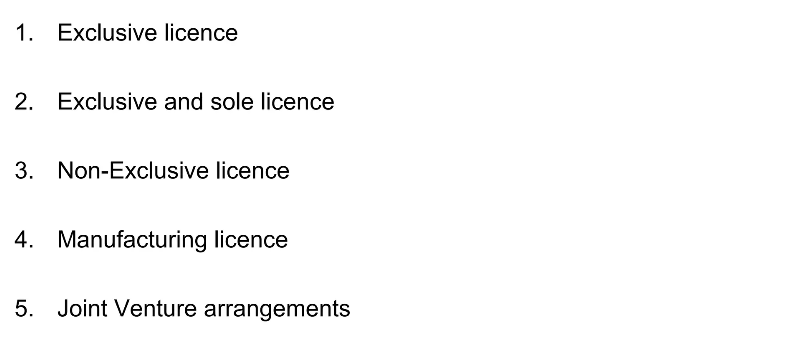 1. Exclusive licence
2. Exclusive and sole licence
3. Non-Exclusive licence
4. Manufacturing licence
5. Joint Venture arrangements